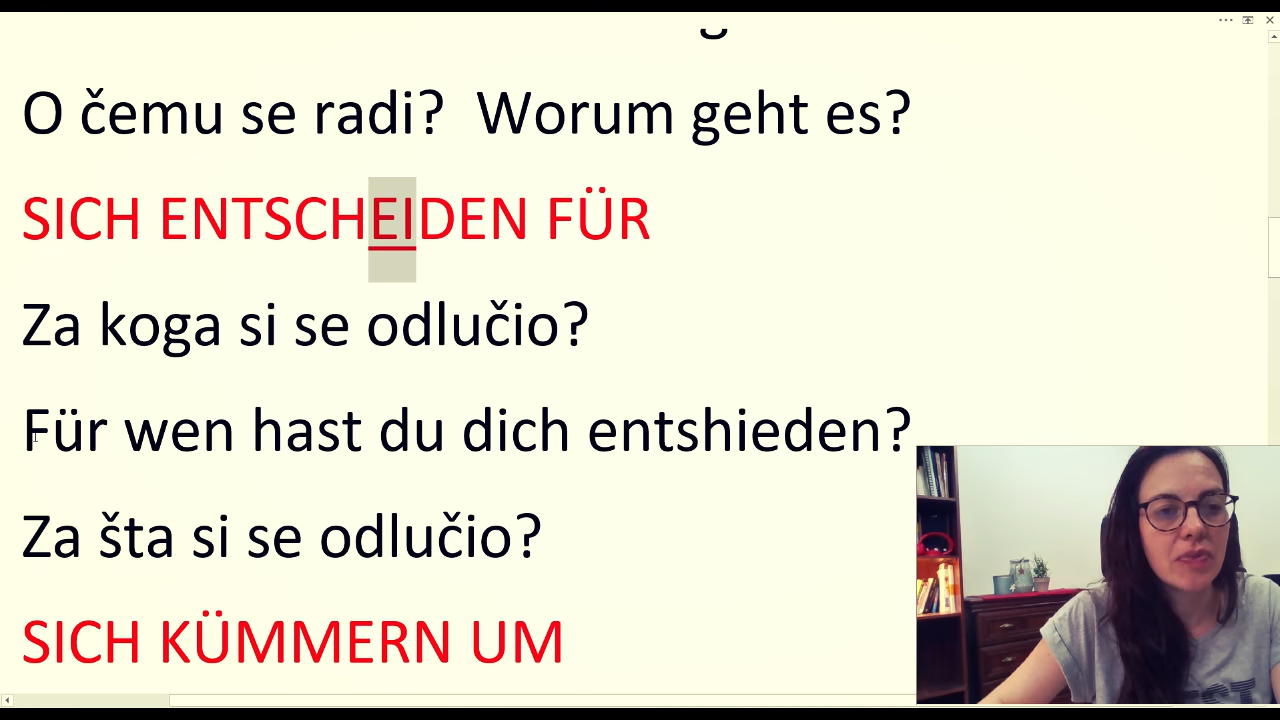 O čemu se radi? Worum geht es?
SICH ENTSCHEIDEN FÜR
Za koga si se odlučio?
Für wen hast du dich entshieden?
Za šta si se odlučio?
SICH KÜMMERN UM